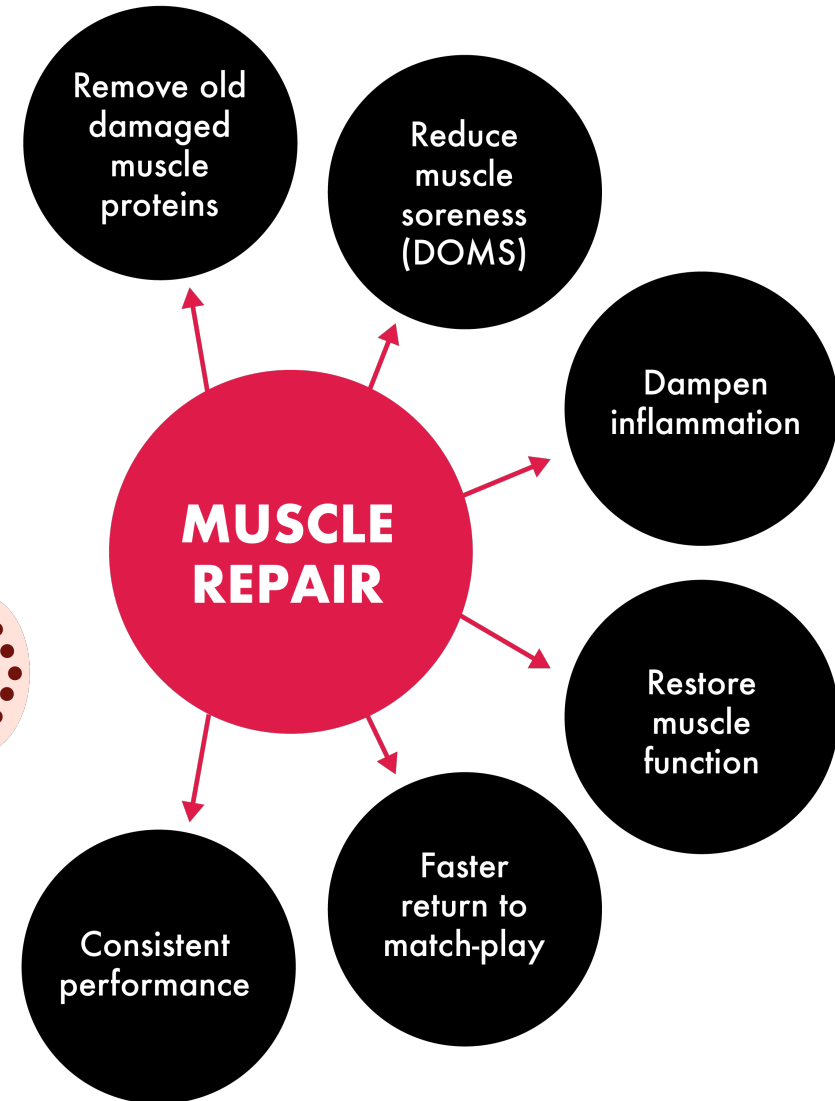 Remove old
damaged
muscle
proteins
Reduce
muscle
soreness
(DOMS)
Dampen
inflammation
MUSCLE
REPAIR
Restore
muscle
function
Faster
return to
match-play
Consistent
performance